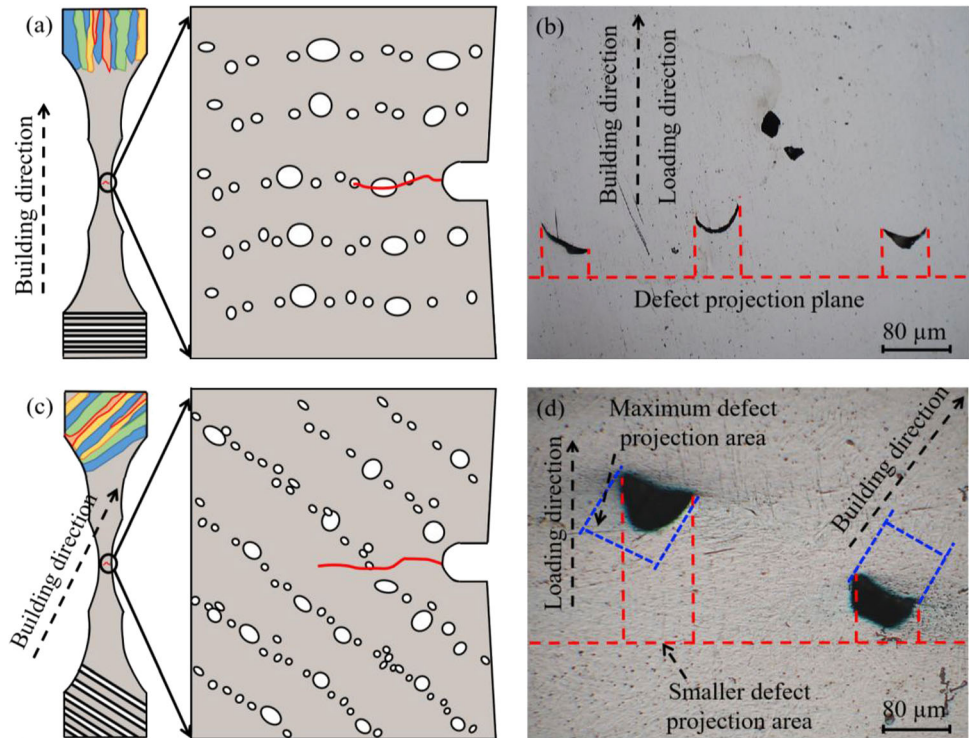 (a)
Building direction
(b)
Building direction
Loading direction
Defect projection plane
80 µm
(c)
Building direction
(d)
Maximum defect
projection area
Loading direction
Building direction
Smaller defect
projection area
80 µm